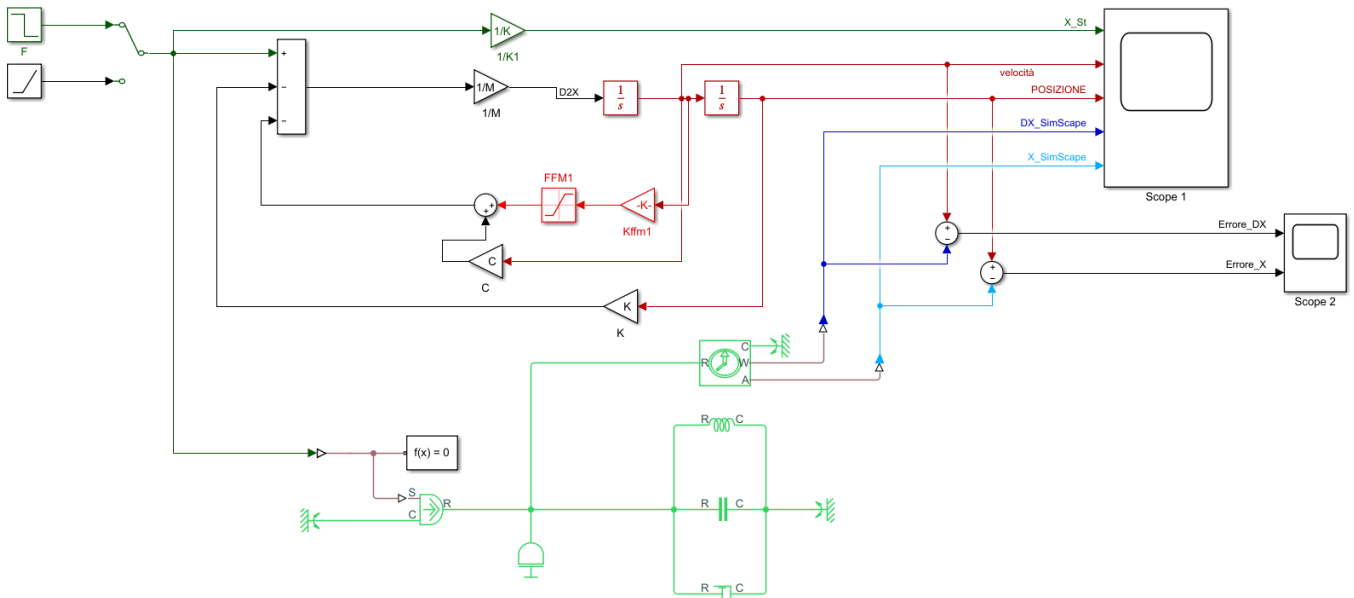 F
1/K
1/K1
X_St
velocità
POSIZIONE
DX_SimScape
X_SimScape
Scope 1
+
−
−
1/M
1/M
D2X
1
s
1
s
FFM1
-K-
Kffm1
+
+
C
C
K
K
+
−
Errore_DX
+
−
Errore_X
Scope 2
R
C
W
A
f(x) = 0
S
C
R
R C
R C
R C